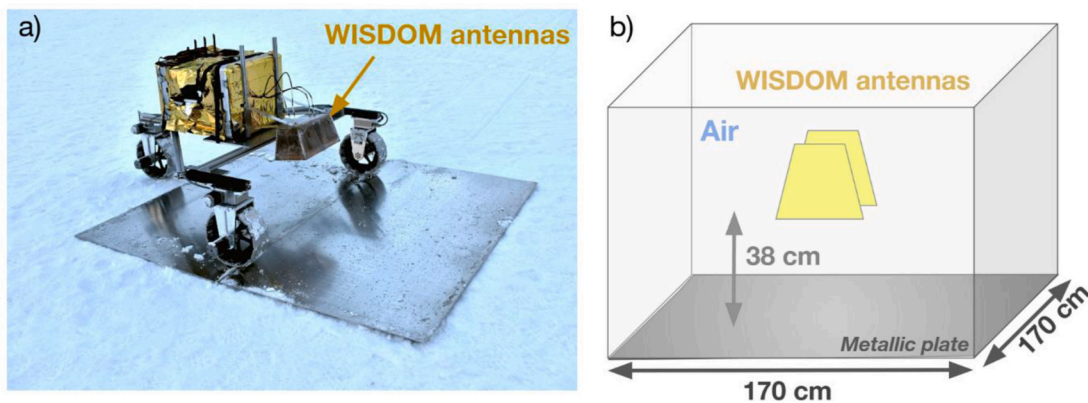 a)
WISDOM antennas
b)
WISDOM antennas
Air
38 cm
Metallic plate
170 cm
170 cm